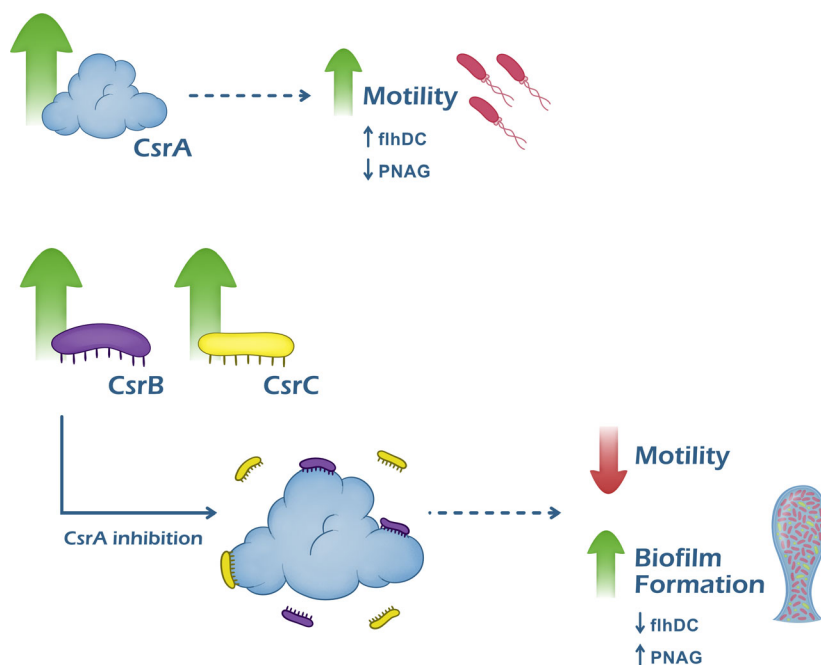 CsrA
Motility
↑ flhDC
↓ PNAG
CsrB
CsrC
CsrA inhibition
Motility
Biofilm
Formation
↓ flhDC
↑ PNAG